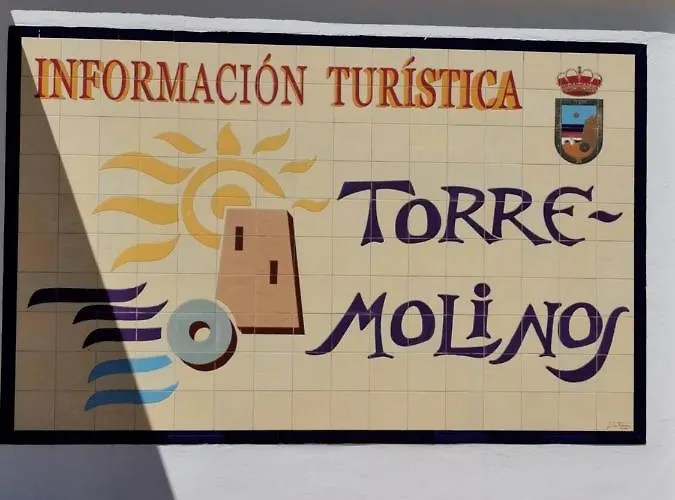 INFORMACIÓN TURÍSTICA
TORRE-
MOLINOS